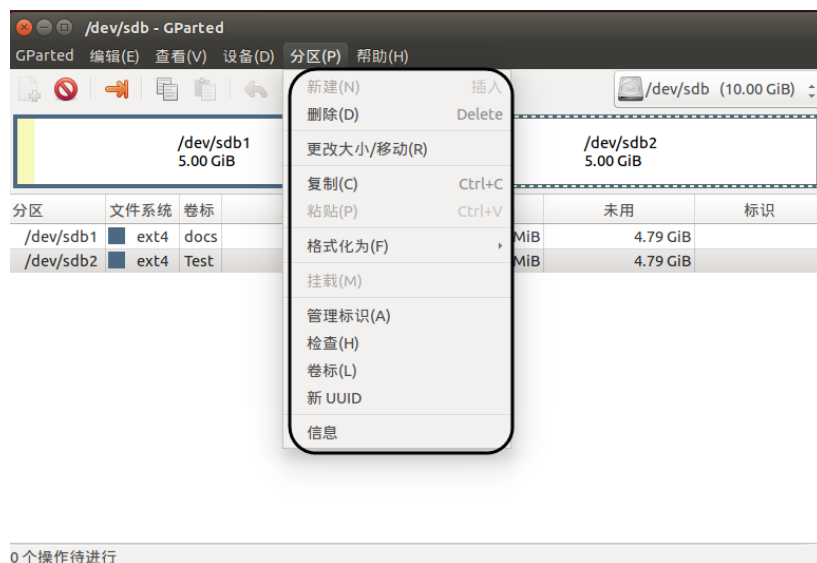 /dev/sdb - GParted
GParted 编辑(E) 查看(V) 设备(D) 分区(P) 帮助(H)
/dev/sdb (10.00 GiB)
新建(N) 插入
删除(D) Delete
更改大小/移动(R)
复制(C) Ctrl+C
粘贴(P) Ctrl+V
格式化为(F)
挂载(M)
管理标识(A)
检查(H)
卷标(L)
新 UUID
信息
/dev/sdb1
5.00 GiB
/dev/sdb2
5.00 GiB
分区 文件系统 卷标 未用 标识
/dev/sdb1 ext4 docs MiB 4.79 GiB
/dev/sdb2 ext4 Test MiB 4.79 GiB
0 个操作待进行